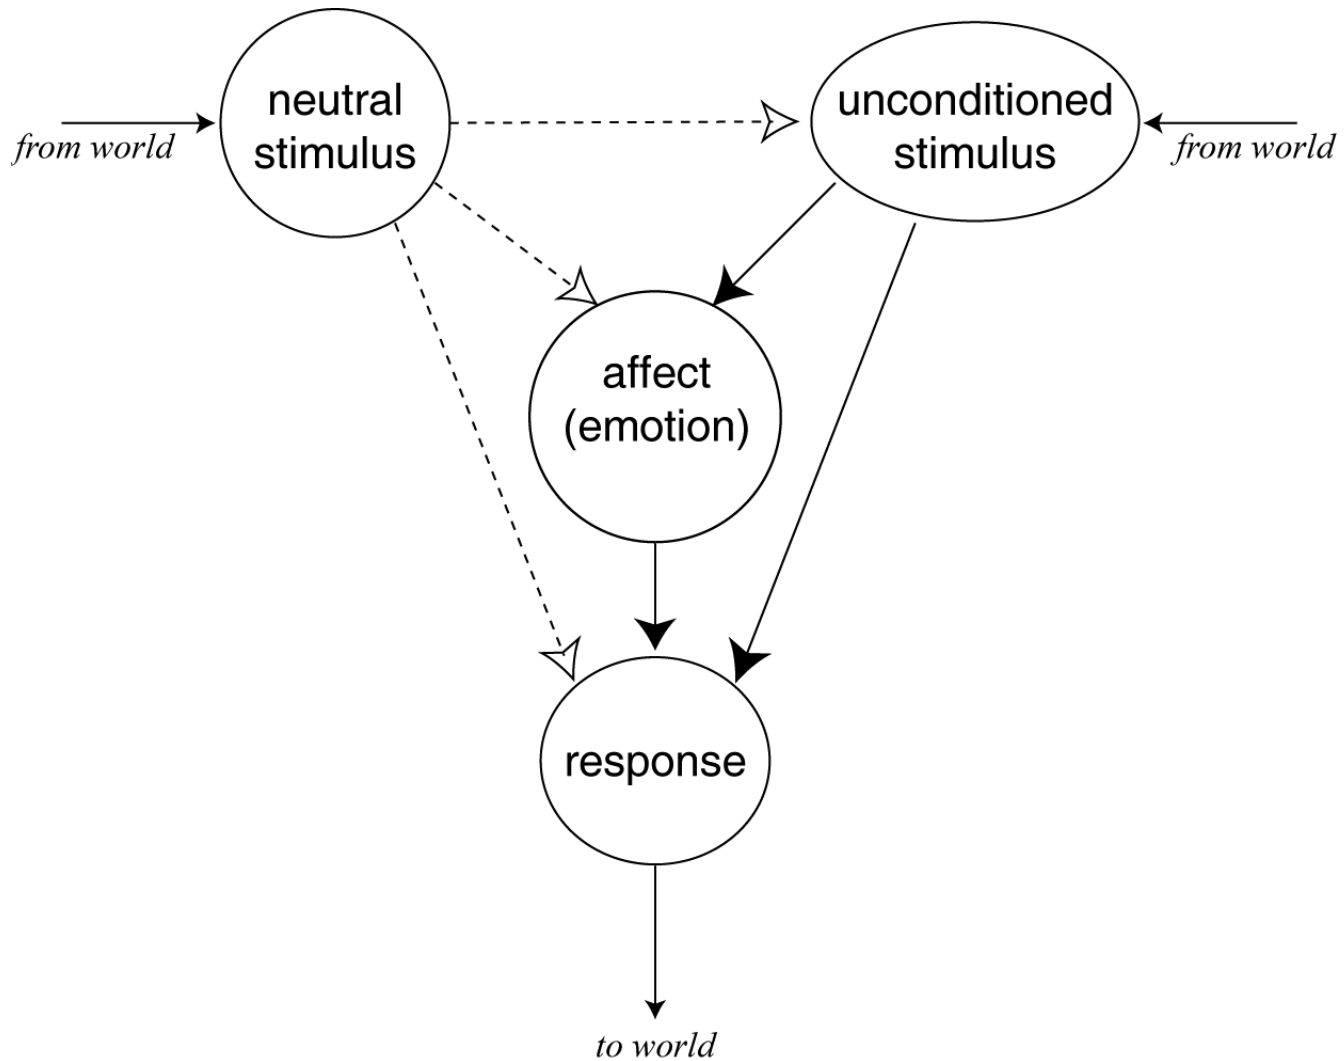 neutral
stimulus
unconditioned
stimulus
from world
from world
affect
(emotion)
response
to world